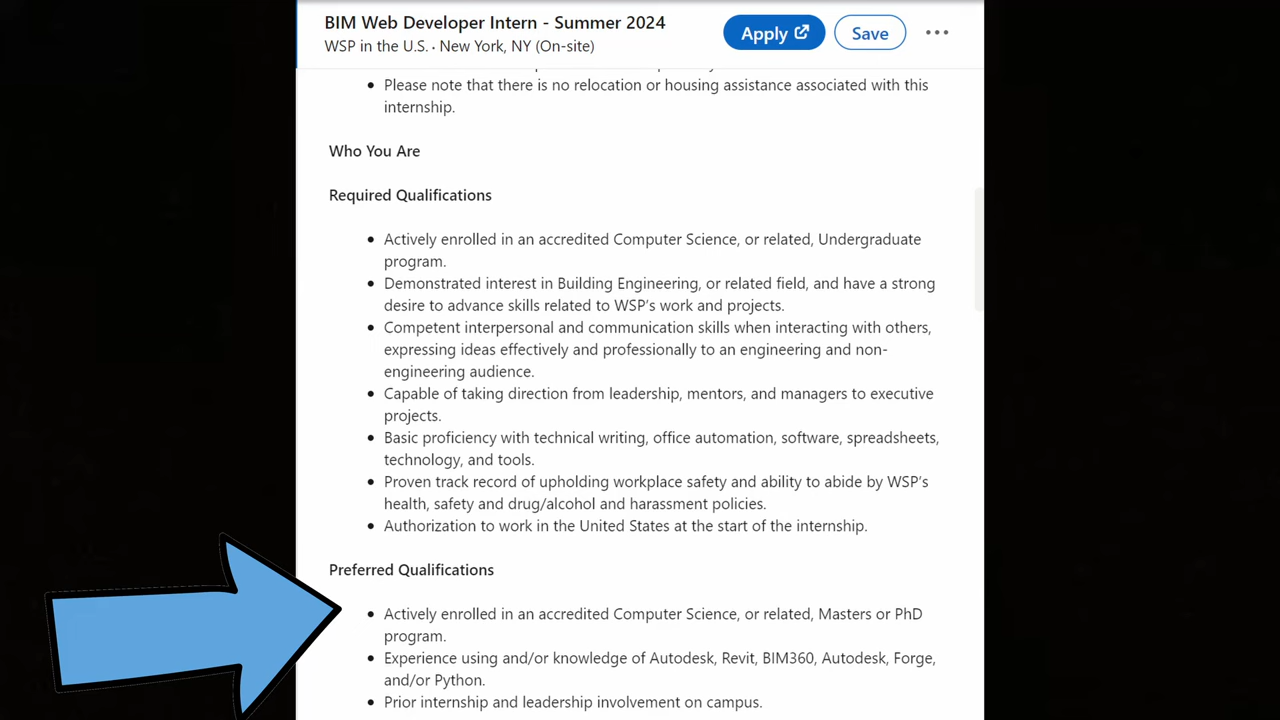 BIM Web Developer Intern - Summer 2024
WSP in the U.S. · New York, NY (On-site)
Apply
Save
Please note that there is no relocation or housing assistance associated with this
internship.
Who You Are
Required Qualifications
Actively enrolled in an accredited Computer Science, or related, Undergraduate
program.
Demonstrated interest in Building Engineering, or related field, and have a strong
desire to advance skills related to WSP's work and projects.
Competent interpersonal and communication skills when interacting with others,
expressing ideas effectively and professionally to an engineering and non-
engineering audience.
Capable of taking direction from leadership, mentors, and managers to executive
projects.
Basic proficiency with technical writing, office automation, software, spreadsheets,
technology, and tools.
Proven track record of upholding workplace safety and ability to abide by WSP's
health, safety and drug/alcohol and harassment policies.
Authorization to work in the United States at the start of the internship.
Preferred Qualifications
Actively enrolled in an accredited Computer Science, or related, Masters or PhD
program.
Experience using and/or knowledge of Autodesk, Revit, BIM360, Autodesk, Forge,
and/or Python.
Prior internship and leadership involvement on campus.